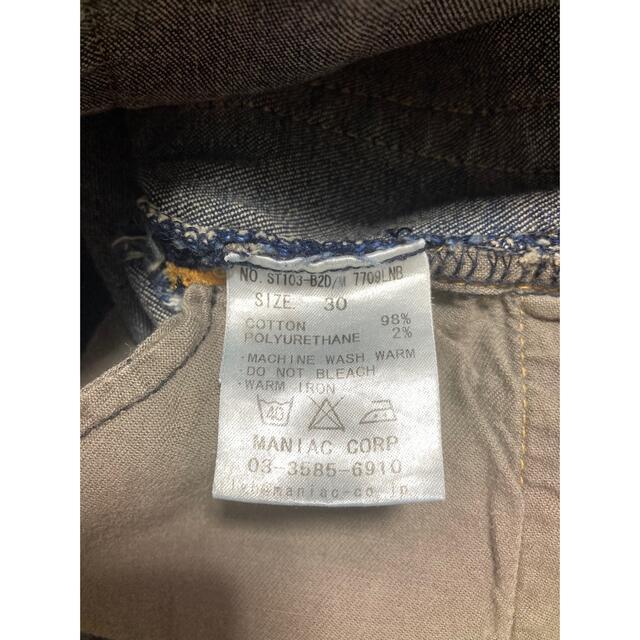 NO. ST103-B2D/M 7709LNB
SIZE. 30
COTTON 98%
POLYURETHANE 2%
·MACHINE WASH WARM
·DO NOT BLEACH
·WARM IRON
40
MANIAC CORP
03-3585-6910